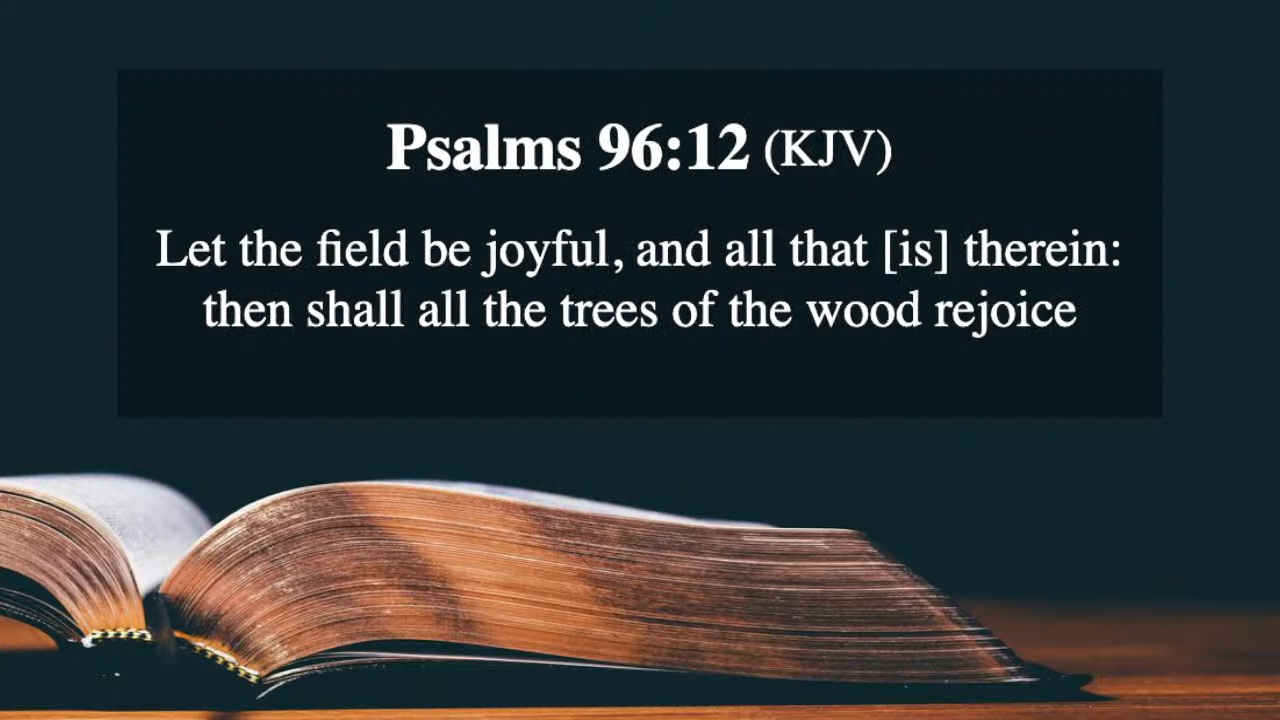 Psalms 96:12 (KJV)
Let the field be joyful, and all that [is] therein:
then shall all the trees of the wood rejoice